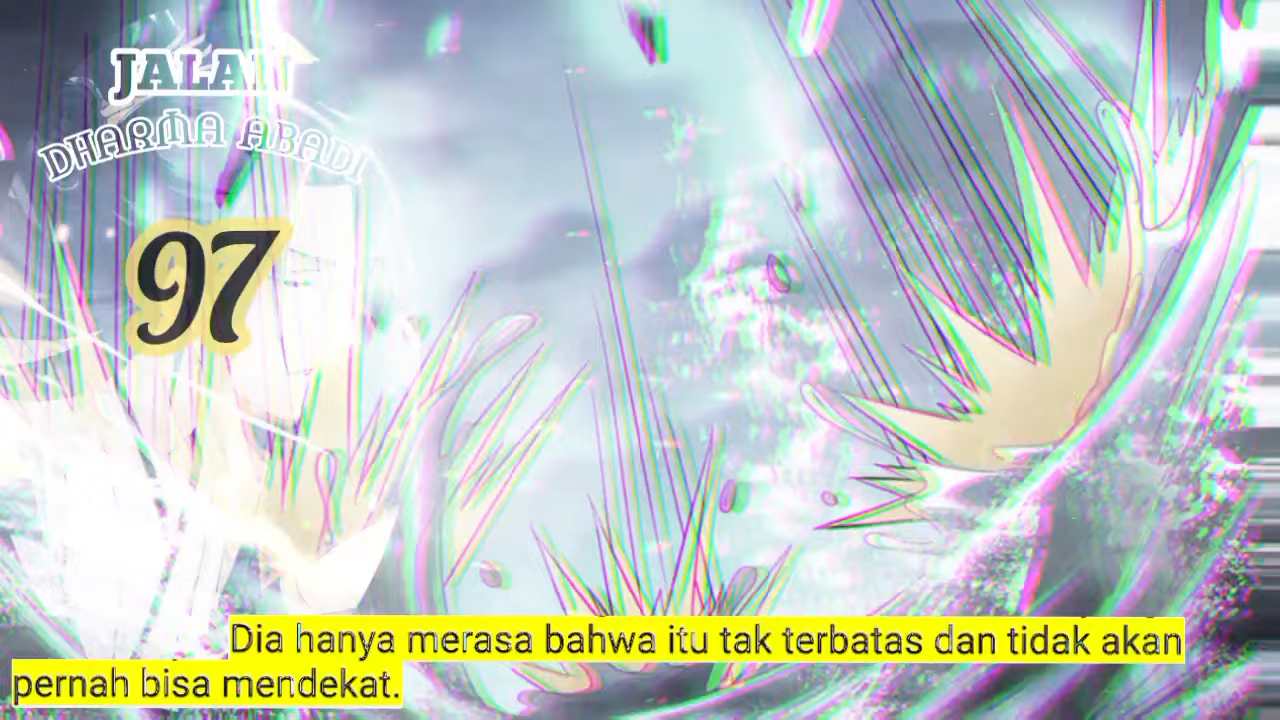 JALAN
DHARMA ABADI
97
Dia hanya merasa bahwa itu tak terbatas dan tidak akan
pernah bisa mendekat.